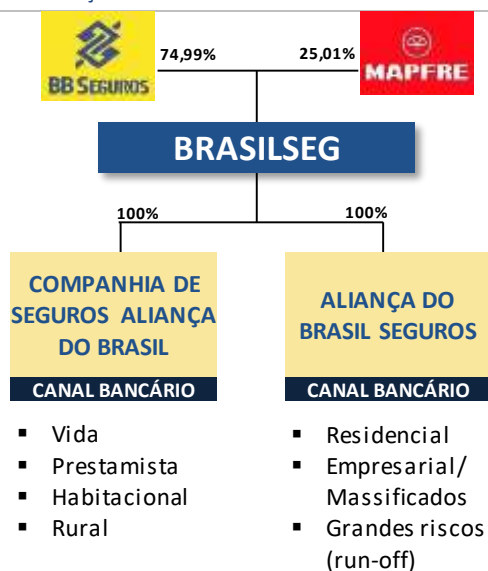 BB SEGUROS
74,99%
25,01%
MAPFRE
BRASILSEG
100%
100%
COMPANHIA DE
SEGUROS ALIANÇA
DO BRASIL
CANAL BANCÁRIO
▪ Vida
▪ Prestamista
▪ Habitacional
▪ Rural
ALIANÇA DO
BRASIL SEGUROS
CANAL BANCÁRIO
▪ Residencial
▪ Empresarial/
Massificados
▪ Grandes riscos
(run-off)